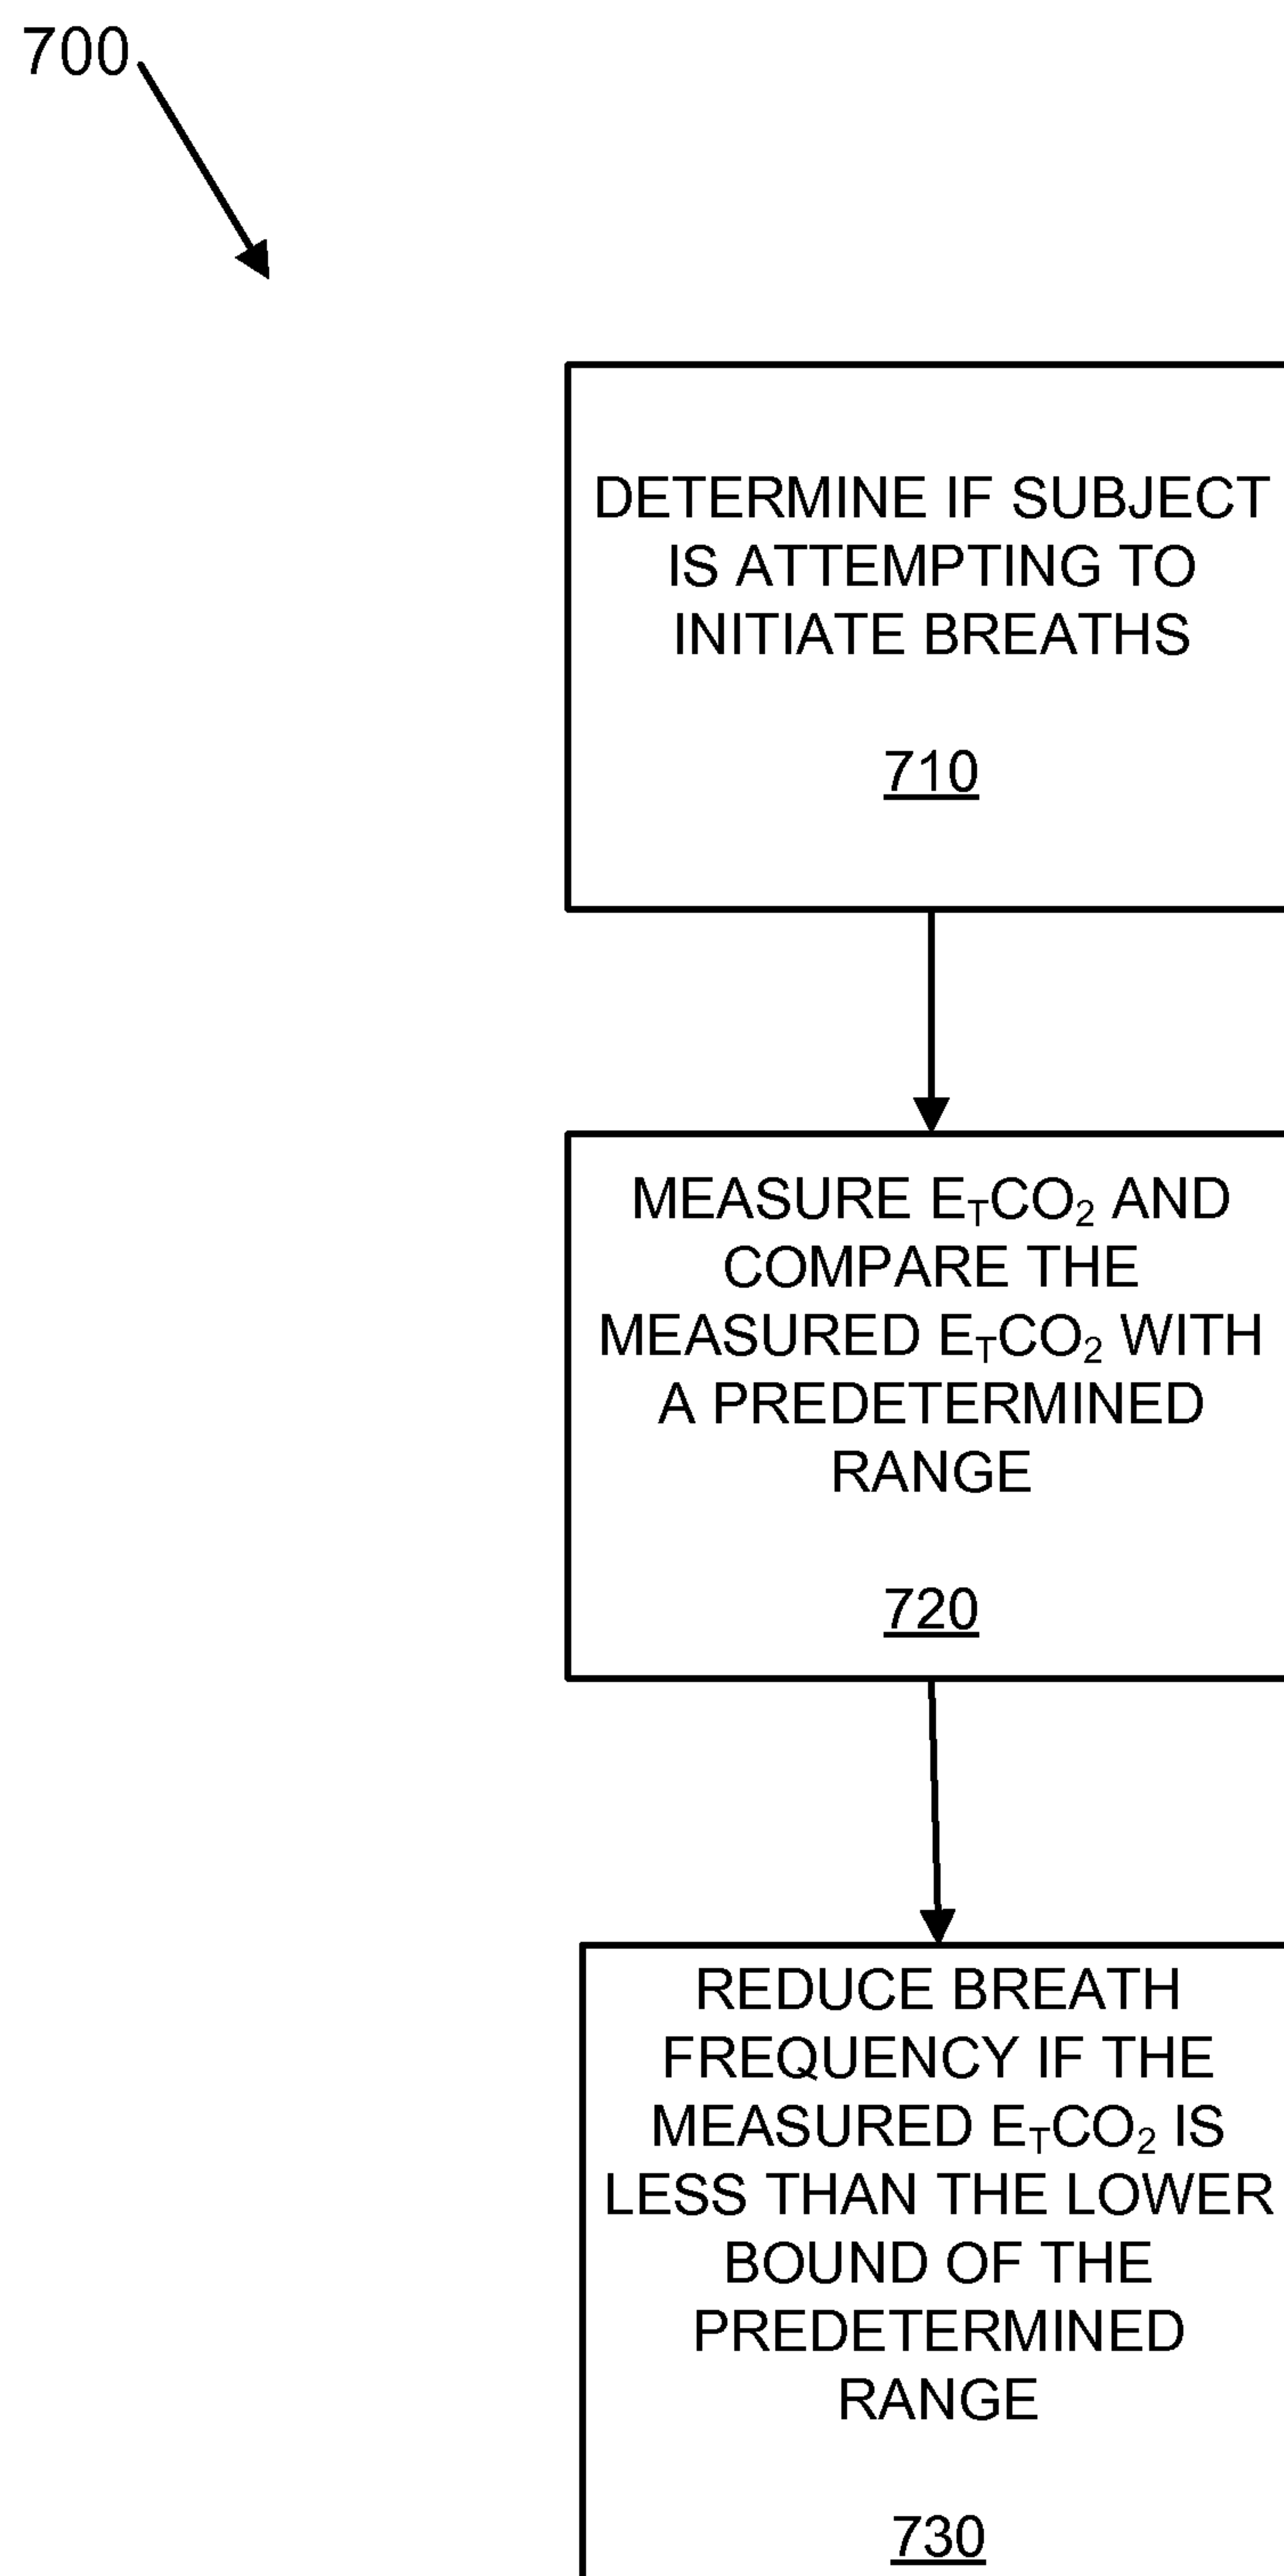 700
DETERMINE IF SUBJECT
IS ATTEMPTING TO
INITIATE BREATHS
710
MEASURE ETCO₂ AND
COMPARE THE
MEASURED ETCO₂ WITH
A PREDETERMINED
RANGE
720
REDUCE BREATH
FREQUENCY IF THE
MEASURED ETCO₂ IS
LESS THAN THE LOWER
BOUND OF THE
PREDETERMINED
RANGE
730